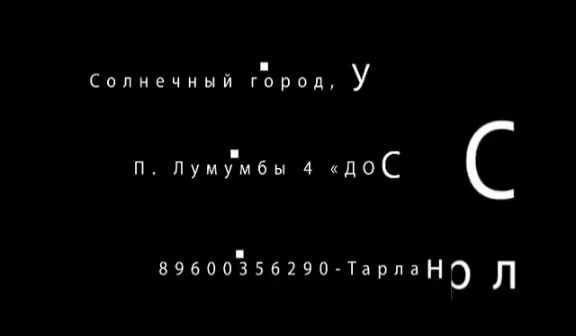 Солнечный город, у
П. Лумумбы 4 «ДОС
89600356290-Тарлан